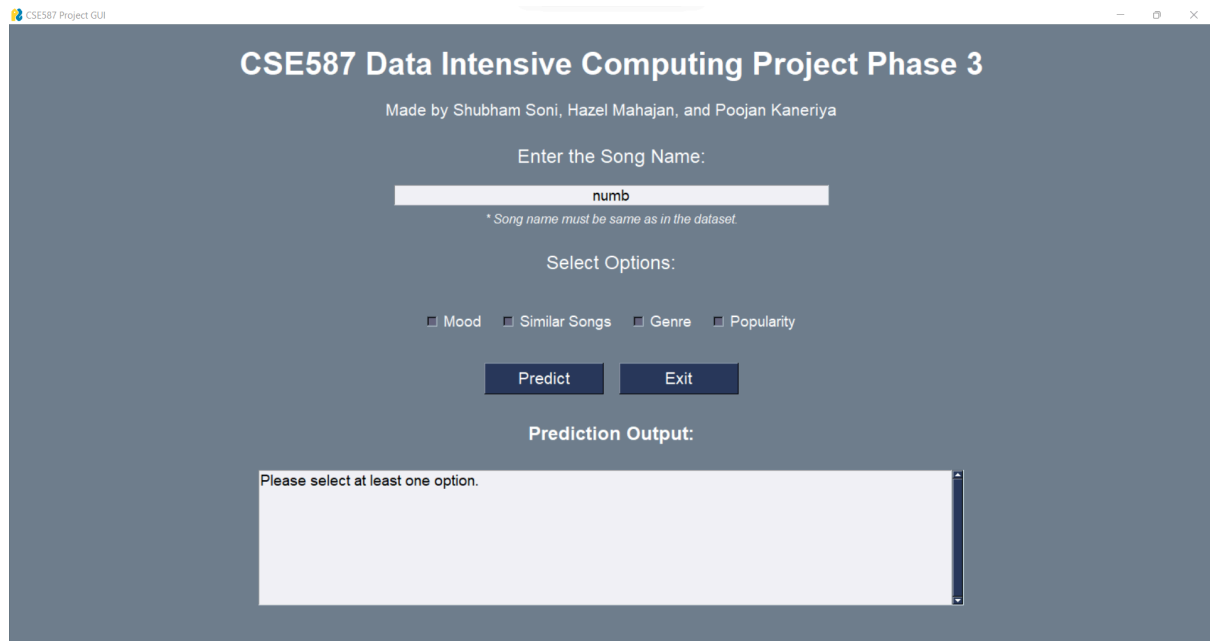 CSE587 Project GUI
CSE587 Data Intensive Computing Project Phase 3
Made by Shubham Soni, Hazel Mahajan, and Poojan Kaneriya
Enter the Song Name:
numb
* Song name must be same as in the dataset.
Select Options:
Mood Similar Songs Genre Popularity
Predict Exit
Prediction Output:
Please select at least one option.